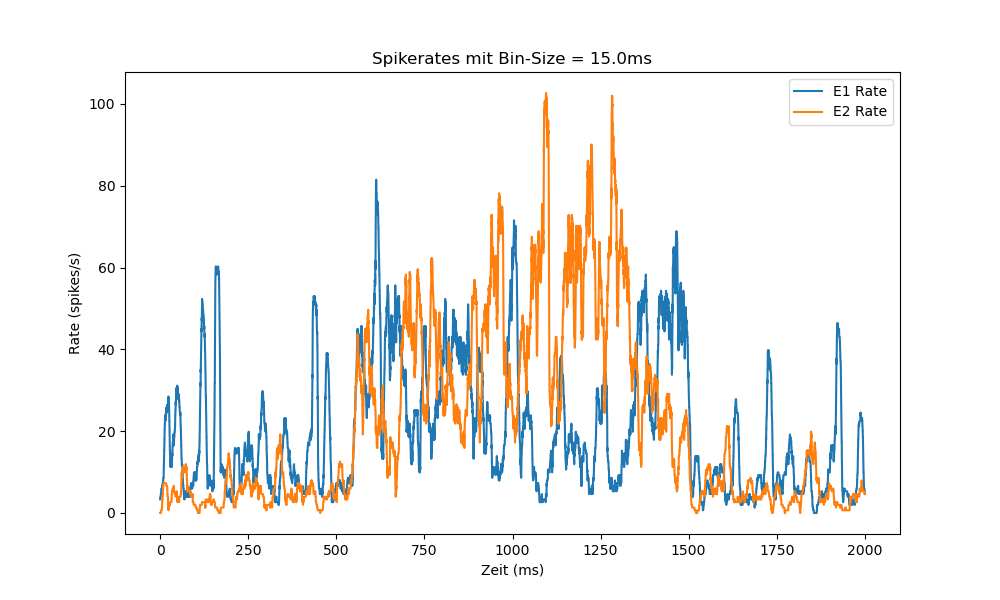 Spikerates mit Bin-Size = 15.0ms
E1 Rate
E2 Rate
Rate (spikes/s)
100
80
60
40
20
0
0 250 500 750 1000 1250 1500 1750 2000
Zeit (ms)